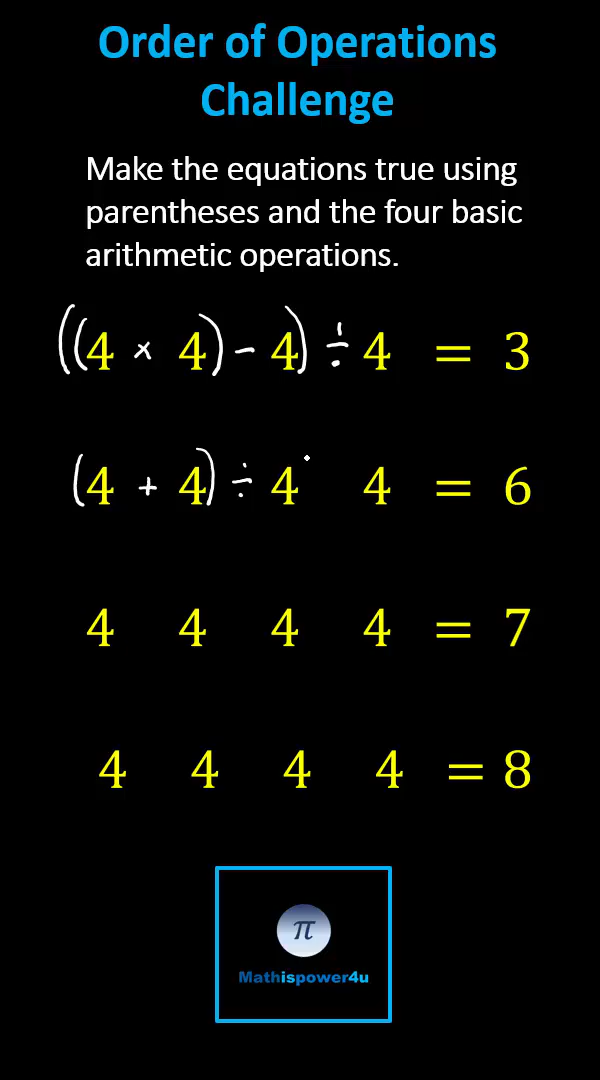 Order of Operations
Challenge
Make the equations true using
parentheses and the four basic
arithmetic operations.
((4 × 4) - 4) ÷ 4 = 3
(4 + 4) ÷ 4 4 = 6
4 4 4 4 = 7
4 4 4 4 = 8
π
Mathispower4u